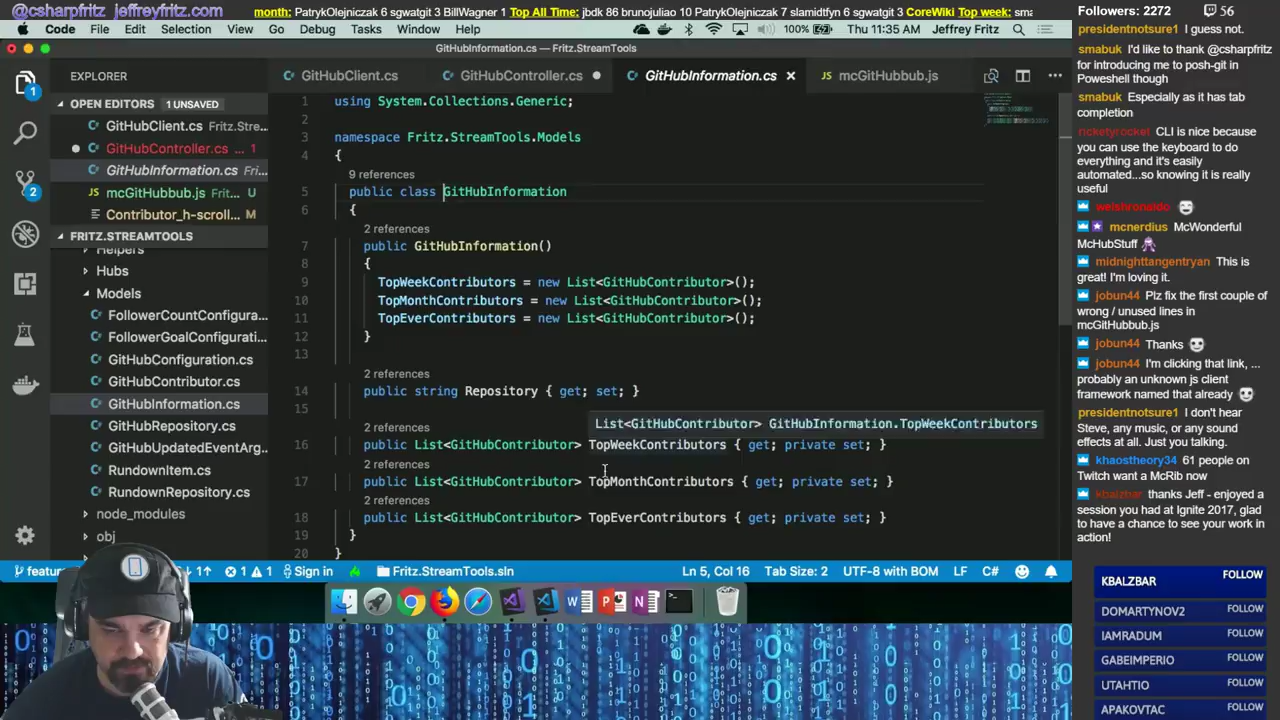 @csharpfritz jeffreyfritz.com
month: PatrykOlejniczak 6 sgwatgit 3 BillWagner 1 Top All Time: jbdk 86 brunojuliao 10 PatrykOlejniczak 7 slamidtfyn 6 sgwatgit 3 CoreWiki Top week: sma
Followers: 2272 56
Code File Edit Selection View Go Debug Tasks 100% Thu 11:35 AM Jeffrey Fritz
GitHubInformation.cs — Fritz.StreamTools
EXPLORER
GitHubClient.cs GitHubController.cs GitHubInformation.cs mcGitHubbub.js
OPEN EDITORS 1 UNSAVED
GitHubClient.cs Fritz.Stre...
GitHubController.cs ... 1
GitHubInformation.cs Fri...
mcGitHubbub.js Frit... U
Contributor_h-scroll... M
FRITZ.STREAMTOOLS
Helpers
Hubs
Models
FollowerCountConfigura...
FollowerGoalConfigurati...
GitHubConfiguration.cs
GitHubContributor.cs
GitHubInformation.cs
GitHubRepository.cs
GitHubUpdatedEventArg...
RundownItem.cs
RundownRepository.cs
node_modules
obj
1
2
1 using System.Collections.Generic;
2
3 namespace Fritz.StreamTools.Models
4 {
9 references
5 public class GitHubInformation
6 {
2 references
7 public GitHubInformation()
8 {
9 TopWeekContributors = new List<GitHubContributor>();
10 TopMonthContributors = new List<GitHubContributor>();
11 TopEverContributors = new List<GitHubContributor>();
12 }
13
2 references
14 public string Repository { get; set; }
15
List<GitHubContributor> GitHubInformation.TopWeekContributors
2 references
16 public List<GitHubContributor> TopWeekContributors { get; private set; }
2 references
17 public List<GitHubContributor> TopMonthContributors { get; private set; }
2 references
18 public List<GitHubContributor> TopEverContributors { get; private set; }
19 }
20 }
featur 1↑ 1 1 Sign in Fritz.StreamTools.sln Ln 5, Col 16 Tab Size: 2 UTF-8 with BOM LF C#
presidentnotsure1 I guess not.
smabuk I'd like to thank @csharpfritz
for introducing me to posh-git in
Poweshell though
smabuk Especially as it has tab
completion
ricketyrocket CLI is nice because
you can use the keyboard to do
everything and it's easily
automated...so knowing it is really
useful
welshronaldo
mcnerdius McWonderful
McHubStuff
midnighttangentryan This is
great! I'm loving it.
jobun44 Plz fix the first couple of
wrong / unused lines in
mcGitHubbub.js
jobun44 Thanks
jobun44 I'm clicking that link, ...
probably an unknown js client
framework named that already
presidentnotsure1 I don't hear
Steve, any music, or any sound
effects at all. Just you talking.
khaostheory34 61 people on
Twitch want a McRib now
kbalzbar thanks Jeff - enjoyed a
session you had at Ignite 2017, glad
to have a chance to see your work in
action!
KBALZBAR FOLLOW
DOMARTYNOV2 FOLLOW
IAMRADUM FOLLOW
GABEIMPERIO FOLLOW
UTAHTIO FOLLOW
APAKOVTAC FOLLOW